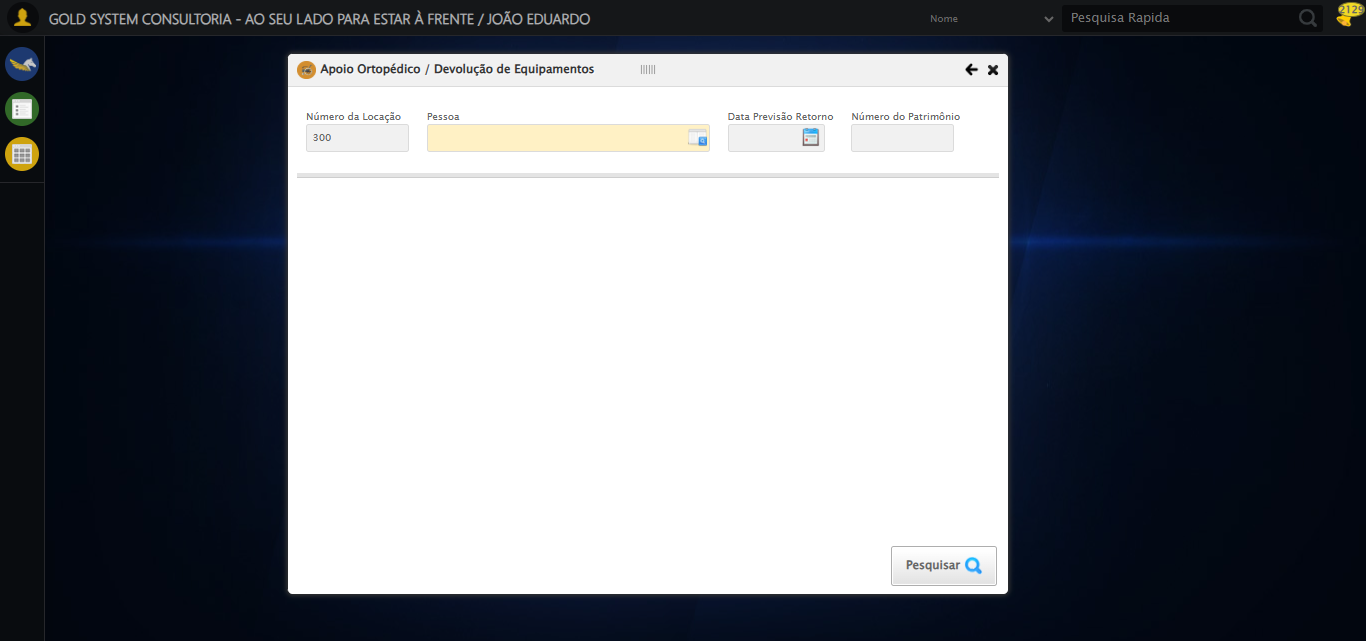 GOLD SYSTEM CONSULTORIA - AO SEU LADO PARA ESTAR À FRENTE / JOÃO EDUARDO
Nome
Pesquisa Rapida
2129
Apoio Ortopédico / Devolução de Equipamentos
Número da Locação
Pessoa
Data Previsão Retorno
Número do Patrimônio
300
Pesquisar